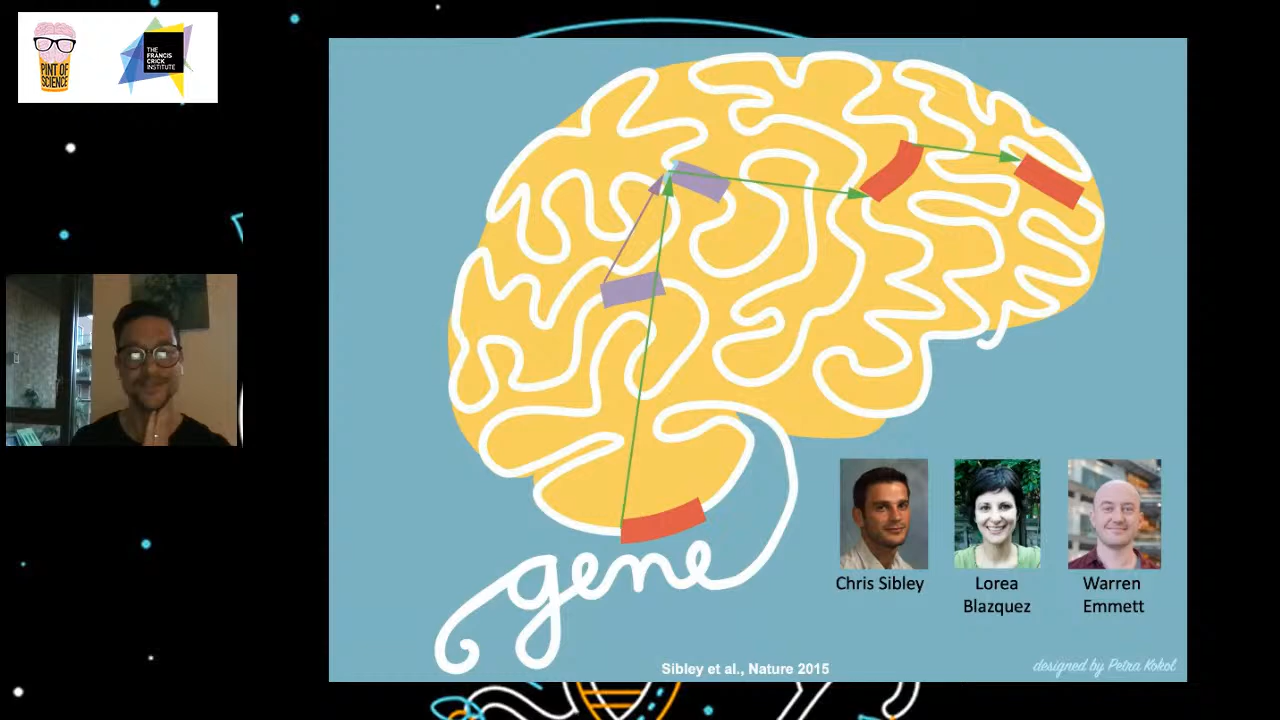 PINT OF
SCIENCE
THE
FRANCIS
CRICK
INSTITUTE
gene
Chris Sibley
Lorea
Blazquez
Warren
Emmett
Sibley et al., Nature 2015
designed by Petra Kokol